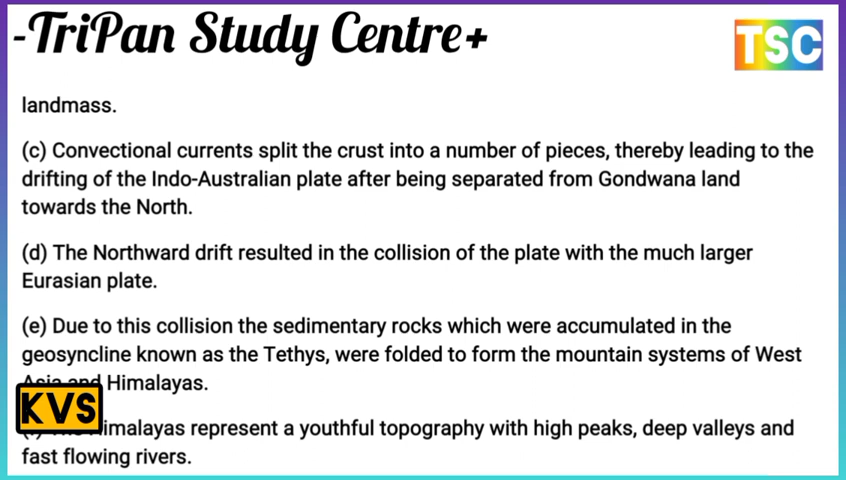 -TriPan Study Centre+
TSC
landmass.
(c) Convectional currents split the crust into a number of pieces, thereby leading to the
drifting of the Indo-Australian plate after being separated from Gondwana land
towards the North.
(d) The Northward drift resulted in the collision of the plate with the much larger
Eurasian plate.
(e) Due to this collision the sedimentary rocks which were accumulated in the
geosyncline known as the Tethys, were folded to form the mountain systems of West
Asia and Himalayas.
KVS
Himalayas represent a youthful topography with high peaks, deep valleys and
fast flowing rivers.